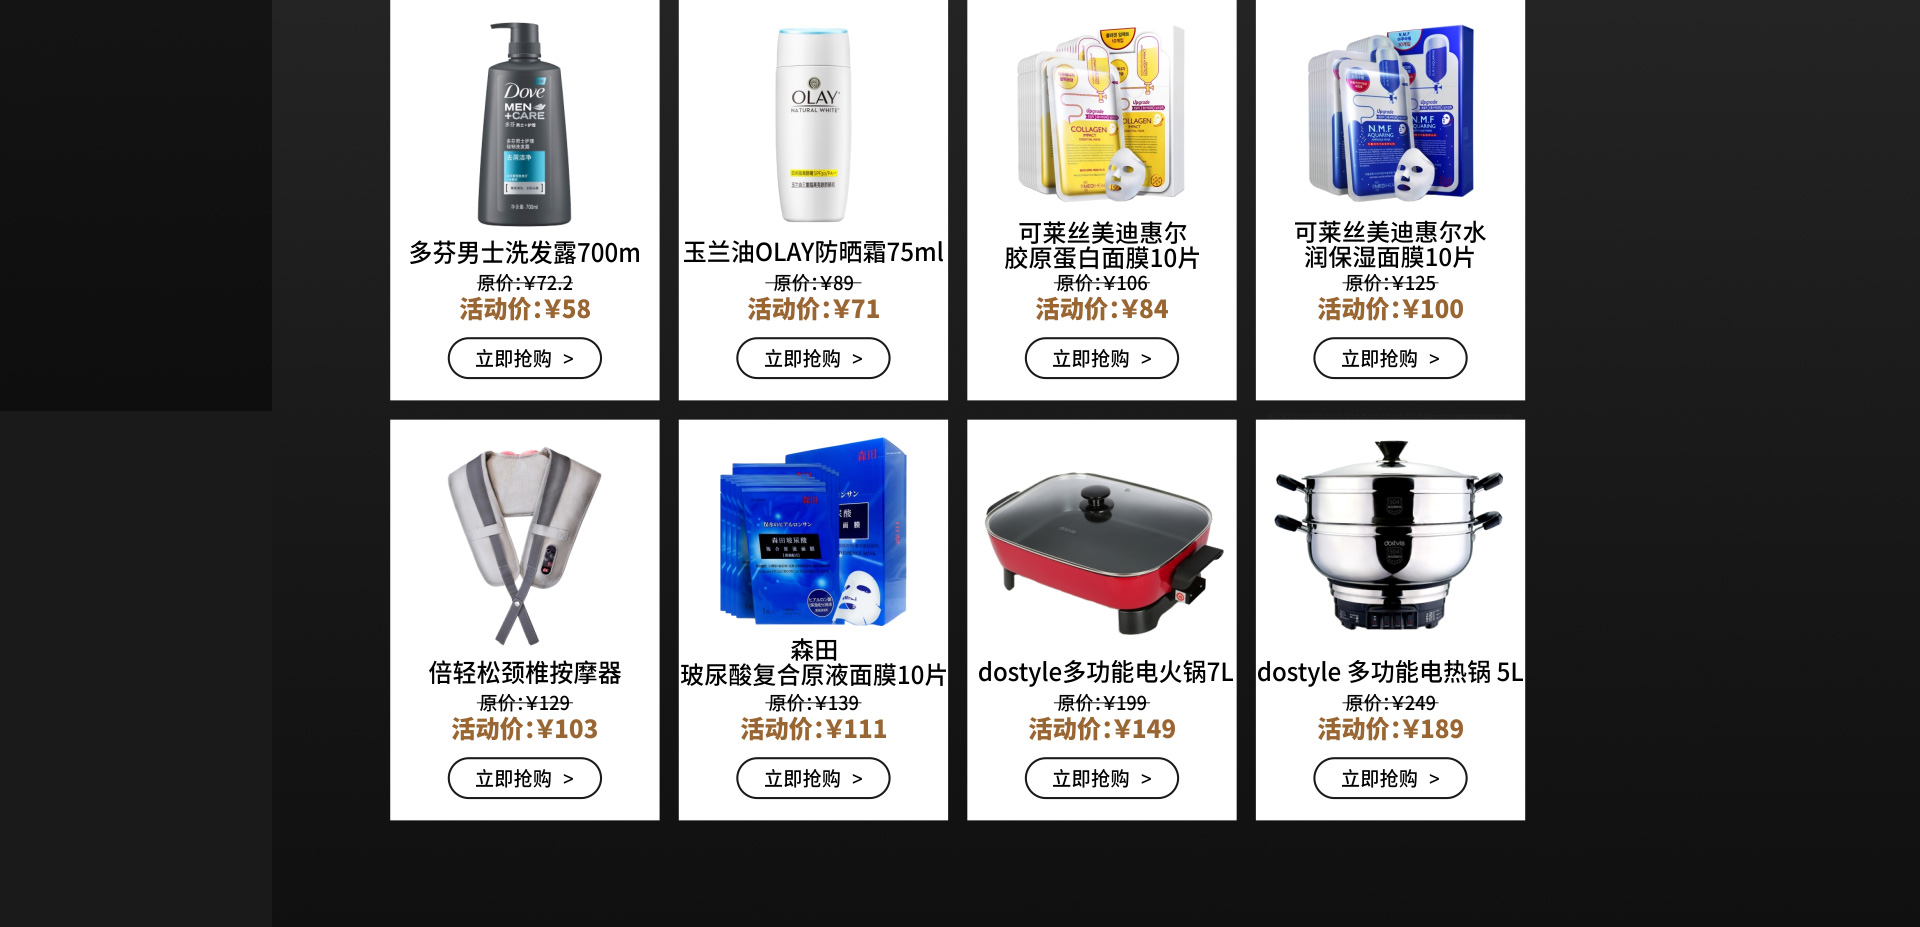 Dove
MEN
+CARE
多芬男士洗发露700m
原价:¥72.2
活动价:¥58
立即抢购 >
OLAY
NATURAL WHITE
玉兰油OLAY防晒霜75ml
原价:¥89
活动价:¥71
立即抢购 >
Upgrade
COLLAGEN
可莱丝美迪惠尔
胶原蛋白面膜10片
原价:¥106
活动价:¥84
立即抢购 >
Upgrade
N.M.F
AQUARING
可莱丝美迪惠尔水
润保湿面膜10片
原价:¥125
活动价:¥100
立即抢购 >
倍轻松颈椎按摩器
原价:¥129
活动价:¥103
立即抢购 >
森田
森田玻尿酸
森田
玻尿酸复合原液面膜10片
原价:¥139
活动价:¥111
立即抢购 >
dostyle多功能电火锅7L
原价:¥199
活动价:¥149
立即抢购 >
dostyle
dostyle 多功能电热锅 5L
原价:¥249
活动价:¥189
立即抢购 >